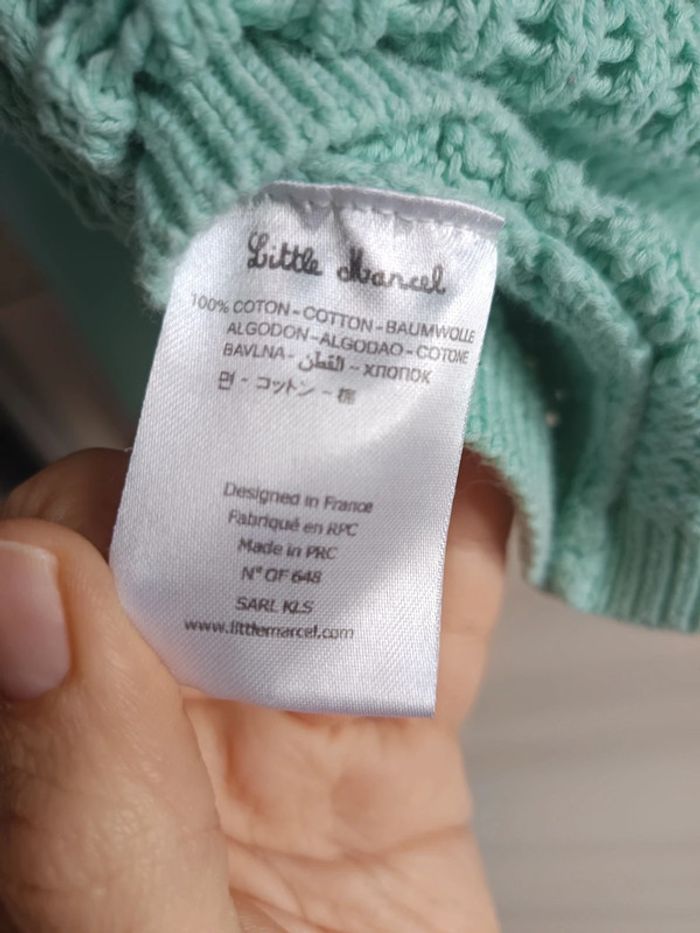 Little Marcel
100% COTON - COTTON - BAUMWOLLE
ALGODON - ALGODAO - COTONE
BAVLNA - القطن - ХЛОПОК
면 - コットン - 棉
Designed in France
Fabriqué en RPC
Made in PRC
N° OF 648
SARL KLS
www.littlemarcel.com